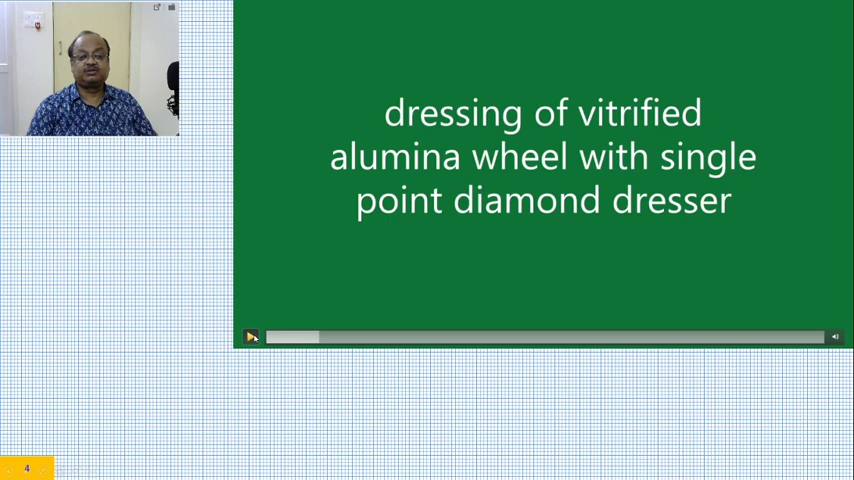 dressing of vitrified
alumina wheel with single
point diamond dresser
4